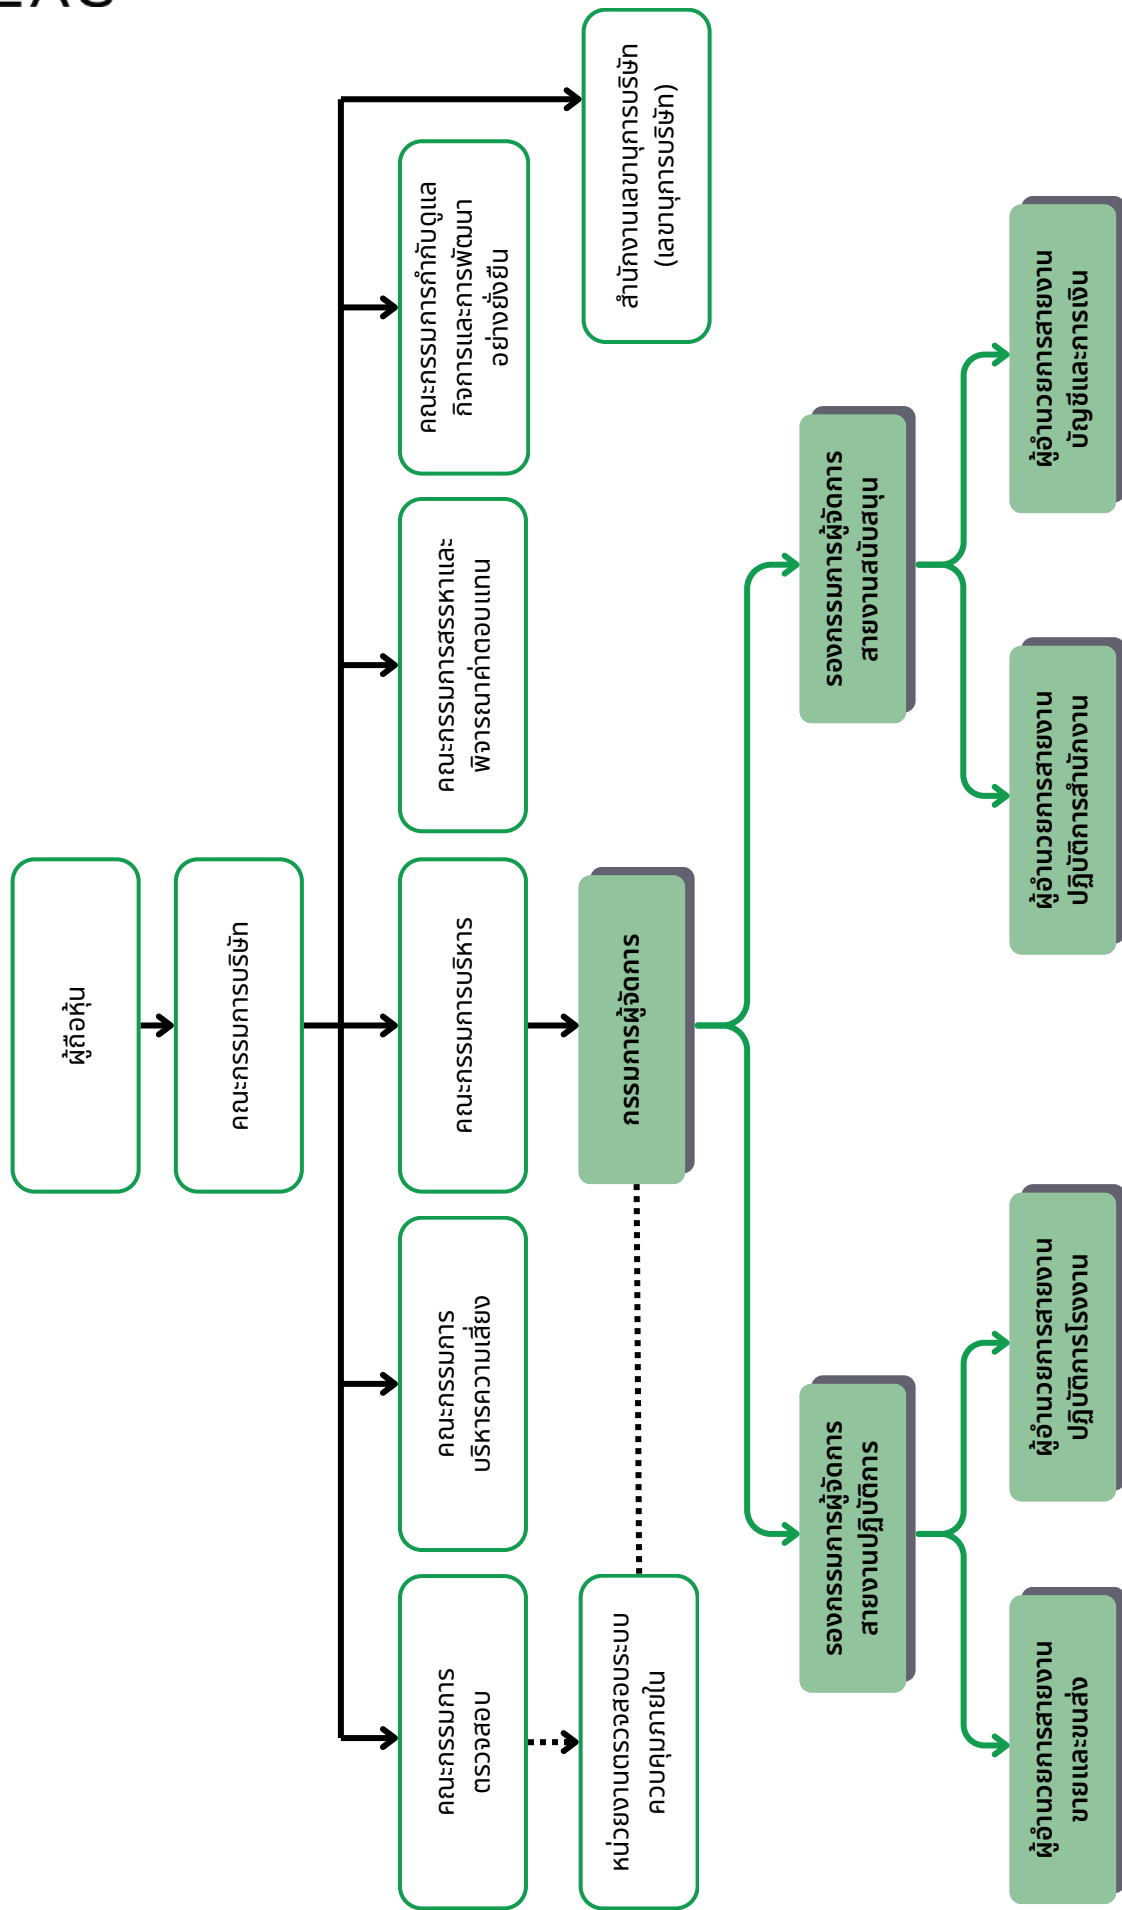 ผู้ถือหุ้น
คณะกรรมการบริษัท
คณะกรรมการ
ตรวจสอบ
คณะกรรมการ
บริหารความเสี่ยง
คณะกรรมการบริหาร
คณะกรรมการสรรหาและ
พิจารณาค่าตอบแทน
คณะกรรมการกำกับดูแล
กิจการและการพัฒนา
อย่างยั่งยืน
หน่วยงานตรวจสอบระบบ
ควบคุมภายใน
กรรมการผู้จัดการ
สำนักงานเลขานุการบริษัท
(เลขานุการบริษัท)
รองกรรมการผู้จัดการ
สายงานปฏิบัติการ
รองกรรมการผู้จัดการ
สายงานสนับสนุน
ผู้อำนวยการสายงาน
ขายและขนส่ง
ผู้อำนวยการสายงาน
ปฏิบัติการโรงงาน
ผู้อำนวยการสายงาน
ปฏิบัติการสำนักงาน
ผู้อำนวยการสายงาน
บัญชีและการเงิน